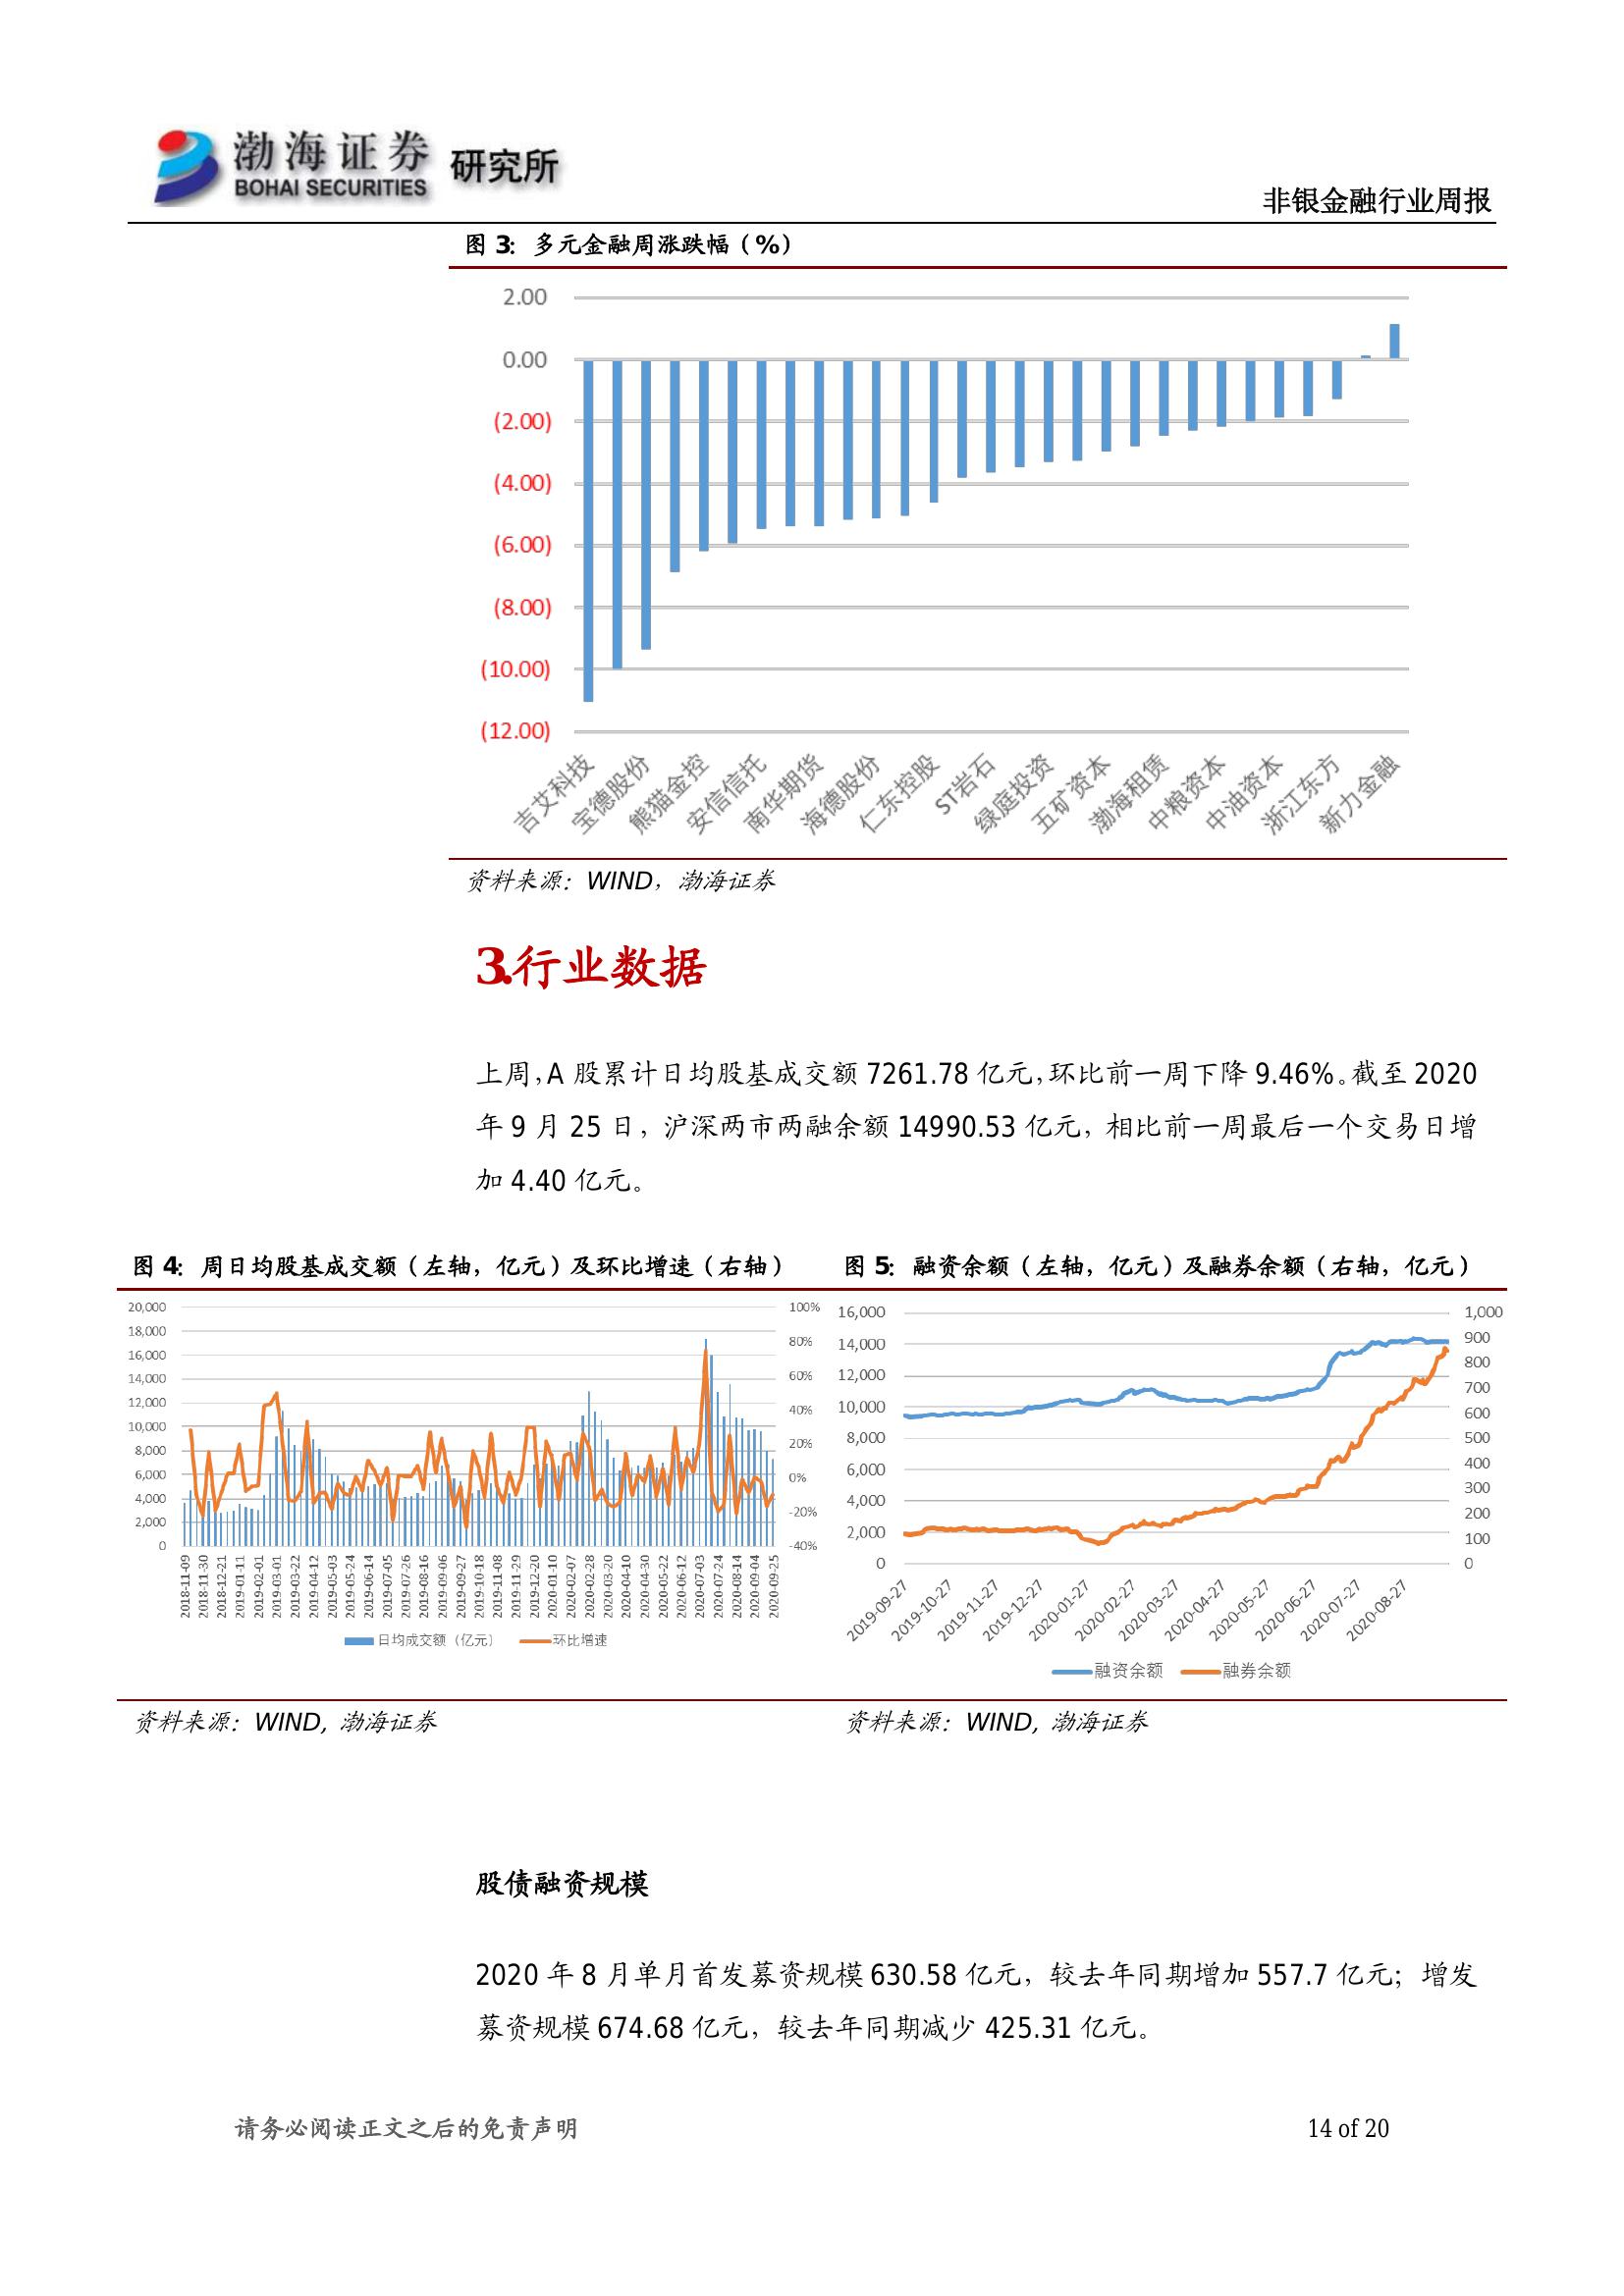 渤海证券 研究所
BOHAI SECURITIES
非银金融行业周报
图 3: 多元金融周涨跌幅（%）
2.00
0.00
(2.00)
(4.00)
(6.00)
(8.00)
(10.00)
(12.00)
吉艾科技 宝德股份 熊猫金控 安信信托 南华期货 海德股份 仁东控股 ST岩石 绿庭投资 五矿资本 渤海租赁 中粮资本 中油资本 浙江东方 新力金融
资料来源：WIND，渤海证券
3.行业数据
上周，A 股累计日均股基成交额 7261.78 亿元，环比前一周下降 9.46%。截至 2020
年 9 月 25 日，沪深两市两融余额 14990.53 亿元，相比前一周最后一个交易日增
加 4.40 亿元。
图 4: 周日均股基成交额（左轴，亿元）及环比增速（右轴）
20,000
18,000
16,000
14,000
12,000
10,000
8,000
6,000
4,000
2,000
0
100%
80%
60%
40%
20%
0%
-20%
-40%
2018-11-09 2018-11-30 2018-12-21 2019-01-11 2019-02-01 2019-03-01 2019-03-22 2019-04-12 2019-05-03 2019-05-24 2019-06-14 2019-07-05 2019-07-26 2019-08-16 2019-09-06 2019-09-27 2019-10-18 2019-11-08 2019-11-29 2019-12-20 2020-01-10 2020-02-07 2020-02-28 2020-03-20 2020-04-10 2020-04-30 2020-05-22 2020-06-12 2020-07-03 2020-07-24 2020-08-14 2020-09-04 2020-09-25
日均成交额（亿元） 环比增速
资料来源：WIND, 渤海证券
图 5: 融资余额（左轴，亿元）及融券余额（右轴，亿元）
16,000
14,000
12,000
10,000
8,000
6,000
4,000
2,000
0
1,000
900
800
700
600
500
400
300
200
100
0
2019-09-27 2019-10-27 2019-11-27 2019-12-27 2020-01-27 2020-02-27 2020-03-27 2020-04-27 2020-05-27 2020-06-27 2020-07-27 2020-08-27
融资余额 融券余额
资料来源：WIND, 渤海证券
股债融资规模
2020 年 8 月单月首发募资规模 630.58 亿元，较去年同期增加 557.7 亿元；增发
募资规模 674.68 亿元，较去年同期减少 425.31 亿元。
请务必阅读正文之后的免责声明
14 of 20